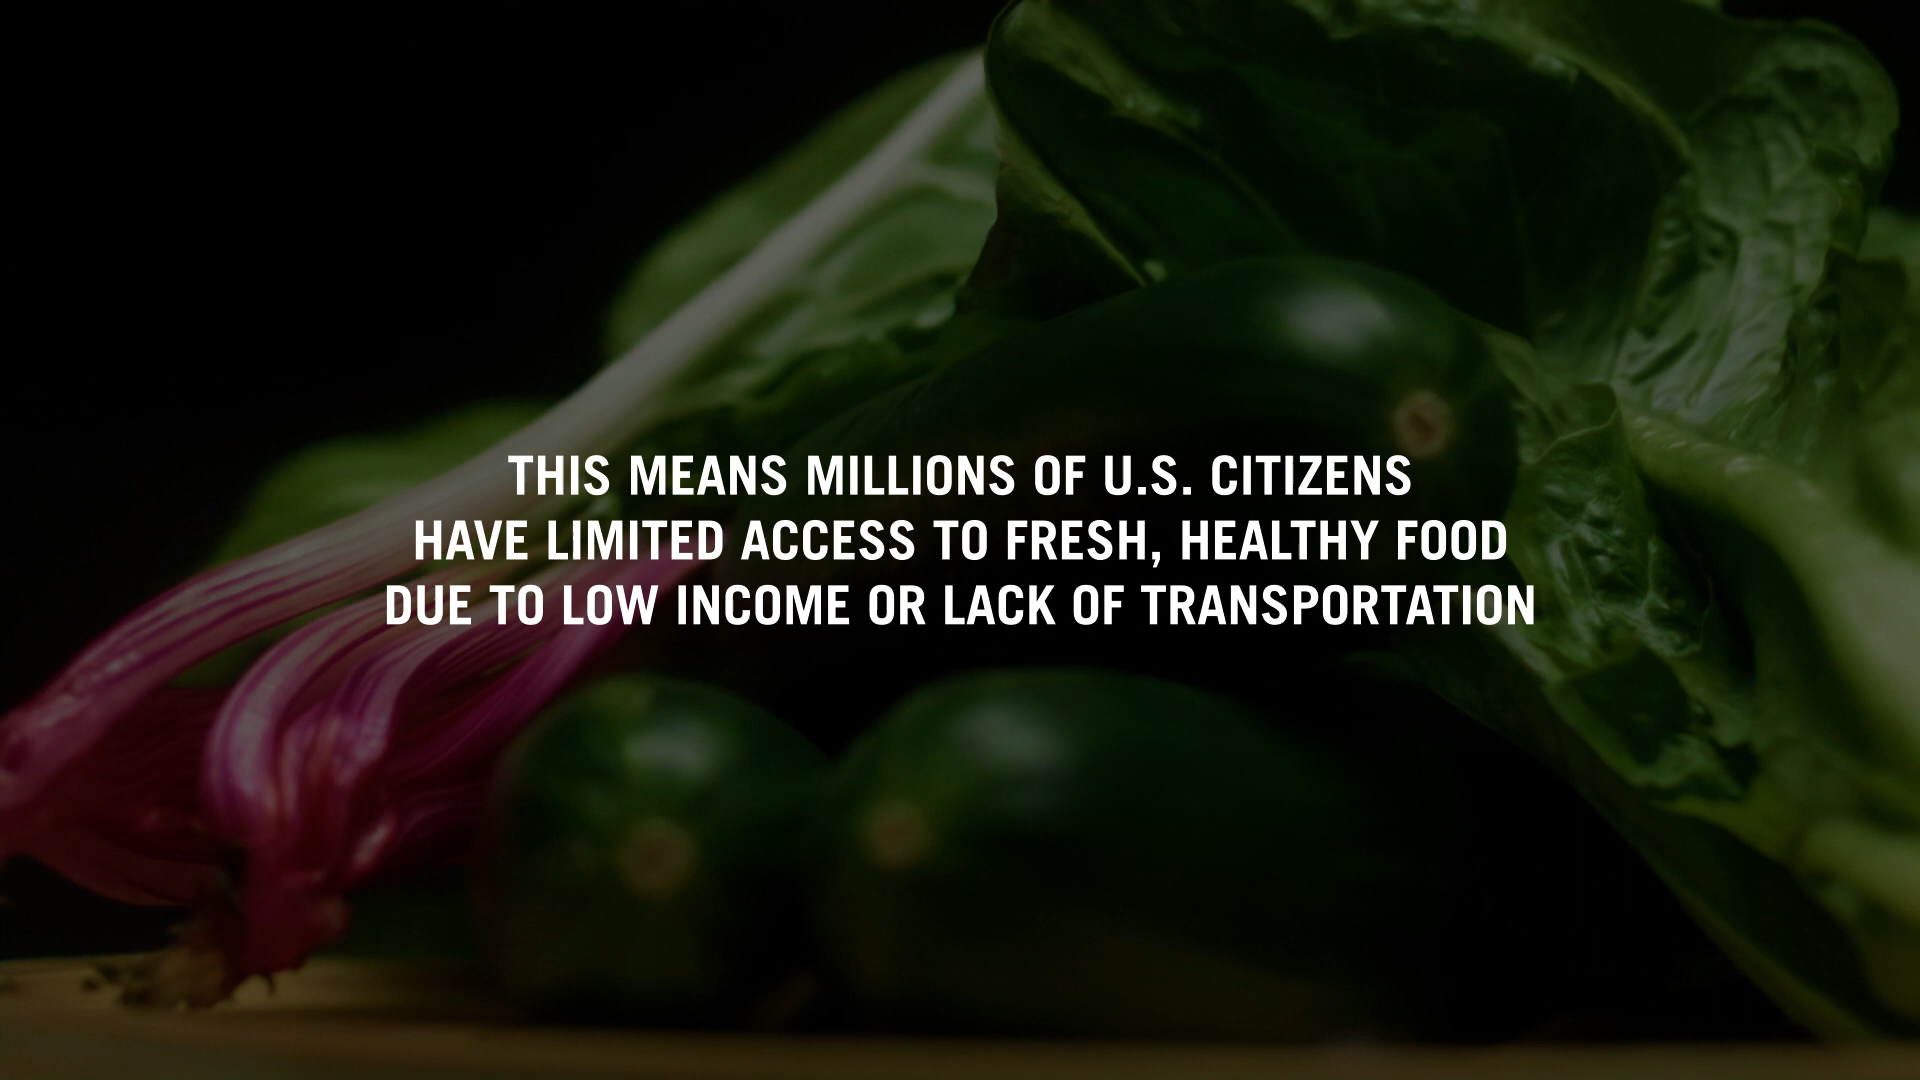 THIS MEANS MILLIONS OF U.S. CITIZENS
HAVE LIMITED ACCESS TO FRESH, HEALTHY FOOD
DUE TO LOW INCOME OR LACK OF TRANSPORTATION